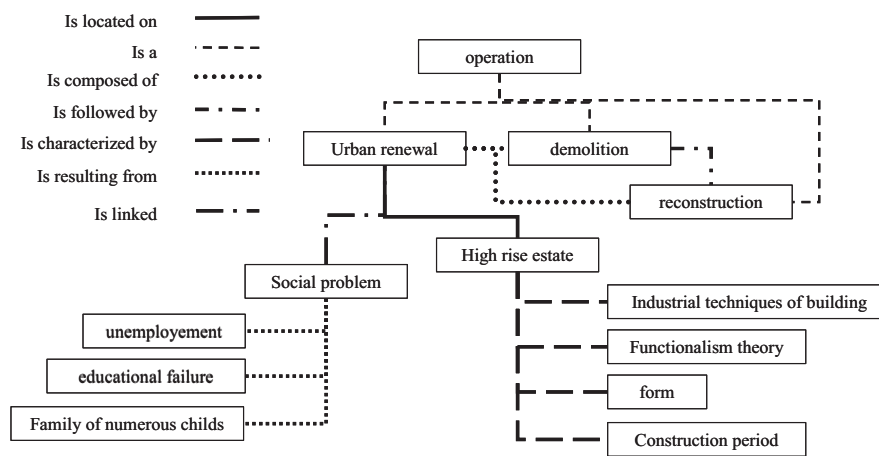 Is located on
Is a
Is composed of
Is followed by
Is characterized by
Is resulting from
Is linked
operation
Urban renewal
demolition
reconstruction
High rise estate
Social problem
Industrial techniques of building
unemployement
Functionalism theory
educational failure
form
Family of numerous childs
Construction period